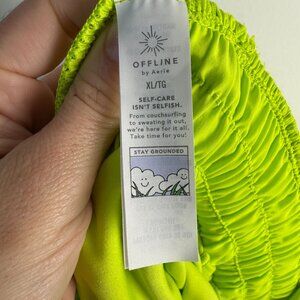 OFFLINE
by Aerie
XL/TG
SELF-CARE
ISN'T SELFISH.
From couchsurfing
to sweating it out,
we're here for it all.
Take time for you!
STAY GROUNDED